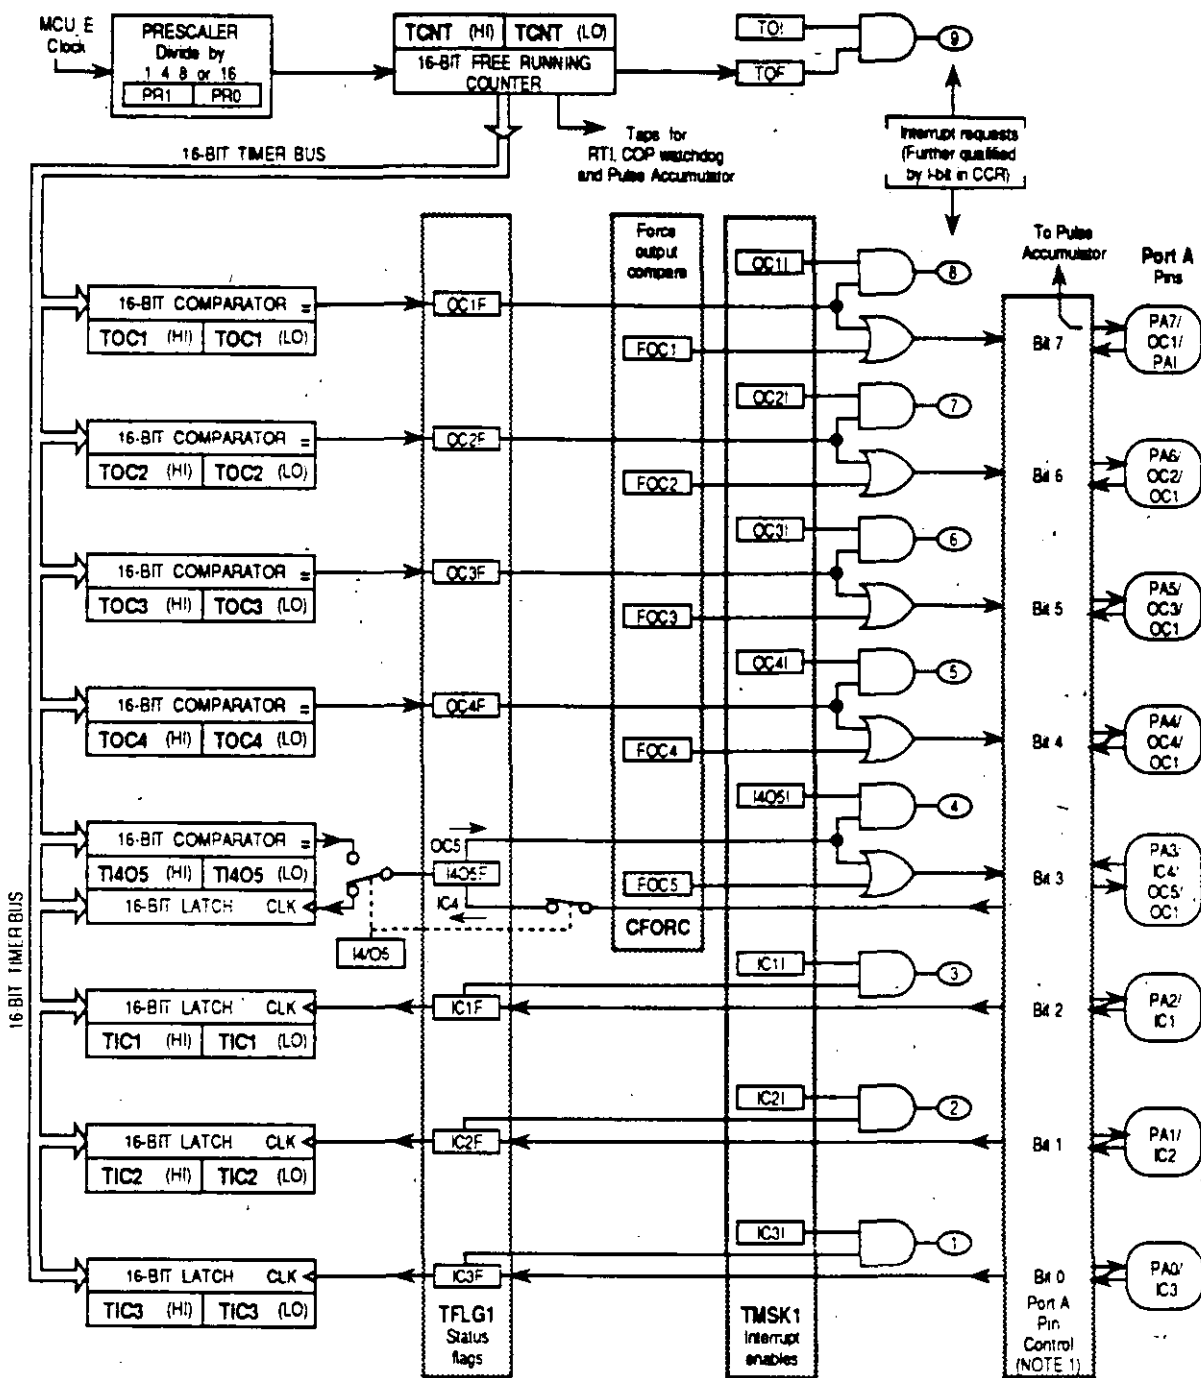 MCU E
Clock
PRESCALER
Divide by
1 4 8 or 16
PR1 PR0
TCNT (HI) TCNT (LO)
16-BIT FREE RUNNING
COUNTER
TOI
TOF
9
16-BIT TIMER BUS
Taps for
RTI, COP watchdog
and Pulse Accumulator
Interrupt requests
(Further qualified
by I-bit in CCR)
To Pulse
Accumulator
Port A
Pins
Force
output
compare
OC1I
8
16-BIT COMPARATOR =
TOC1 (HI) TOC1 (LO)
OC1F
FOC1
Bit 7
PA7/
OC1/
PAI
OC2I
7
16-BIT COMPARATOR =
TOC2 (HI) TOC2 (LO)
OC2F
FOC2
Bit 6
PA6/
OC2/
OC1
OC3I
6
16-BIT COMPARATOR =
TOC3 (HI) TOC3 (LO)
OC3F
FOC3
Bit 5
PA5/
OC3/
OC1
OC4I
5
16-BIT COMPARATOR =
TOC4 (HI) TOC4 (LO)
OC4F
FOC4
Bit 4
PA4/
OC4/
OC1
I4O5I
4
16-BIT COMPARATOR =
TI4O5 (HI) TI4O5 (LO)
16-BIT LATCH CLK
OC5
I4O5F
IC4
I4/O5
FOC5
CFORC
Bit 3
PA3/
IC4/
OC5/
OC1
16-BIT TIMER BUS
IC1I
3
16-BIT LATCH CLK
TIC1 (HI) TIC1 (LO)
IC1F
Bit 2
PA2/
IC1
IC2I
2
16-BIT LATCH CLK
TIC2 (HI) TIC2 (LO)
IC2F
Bit 1
PA1/
IC2
IC3I
1
16-BIT LATCH CLK
TIC3 (HI) TIC3 (LO)
IC3F
Bit 0
PA0/
IC3
TFLG1
Status
flags
TMSK1
Interrupt
enables
Port A
Pin
Control
(NOTE 1)